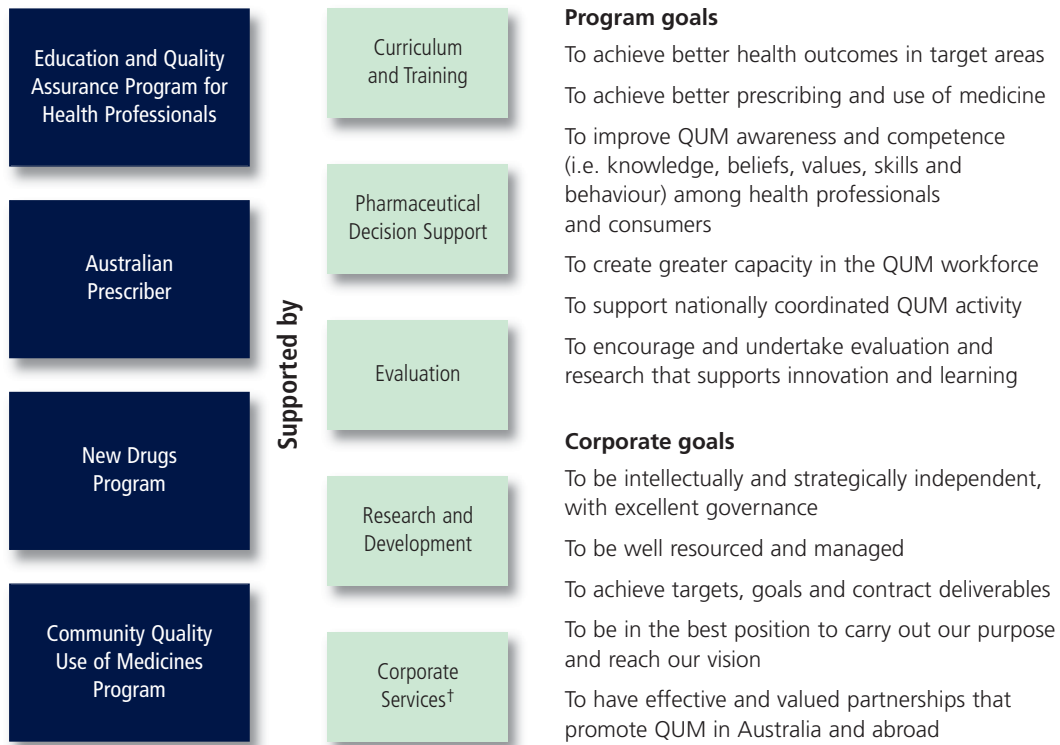 Education and Quality
Assurance Program for
Health Professionals
Australian
Prescriber
New Drugs
Program
Community Quality
Use of Medicines
Program
Supported by
Curriculum
and Training
Pharmaceutical
Decision Support
Evaluation
Research and
Development
Corporate
Services†
Program goals
To achieve better health outcomes in target areas
To achieve better prescribing and use of medicine
To improve QUM awareness and competence
(i.e. knowledge, beliefs, values, skills and
behaviour) among health professionals
and consumers
To create greater capacity in the QUM workforce
To support nationally coordinated QUM activity
To encourage and undertake evaluation and
research that supports innovation and learning
Corporate goals
To be intellectually and strategically independent,
with excellent governance
To be well resourced and managed
To achieve targets, goals and contract deliverables
To be in the best position to carry out our purpose
and reach our vision
To have effective and valued partnerships that
promote QUM in Australia and abroad